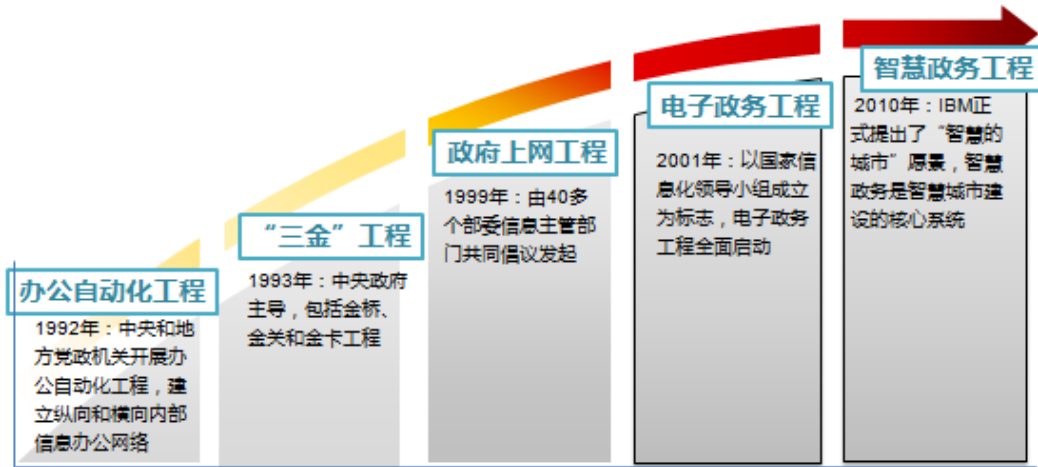 办公自动化工程
1992年：中央和地
方党政机关开展办
公自动化工程，建
立纵向和横向内部
信息办公网络
“三金”工程
1993年：中央政府
主导，包括金桥、
金关和金卡工程
政府上网工程
1999年：由40多
个部委信息主管部
门共同倡议发起
电子政务工程
2001年：以国家信
息化领导小组成立
为标志，电子政务
工程全面启动
智慧政务工程
2010年：IBM正
式提出了“智慧的
城市”愿景，智慧
政务是智慧城市建
设的核心系统